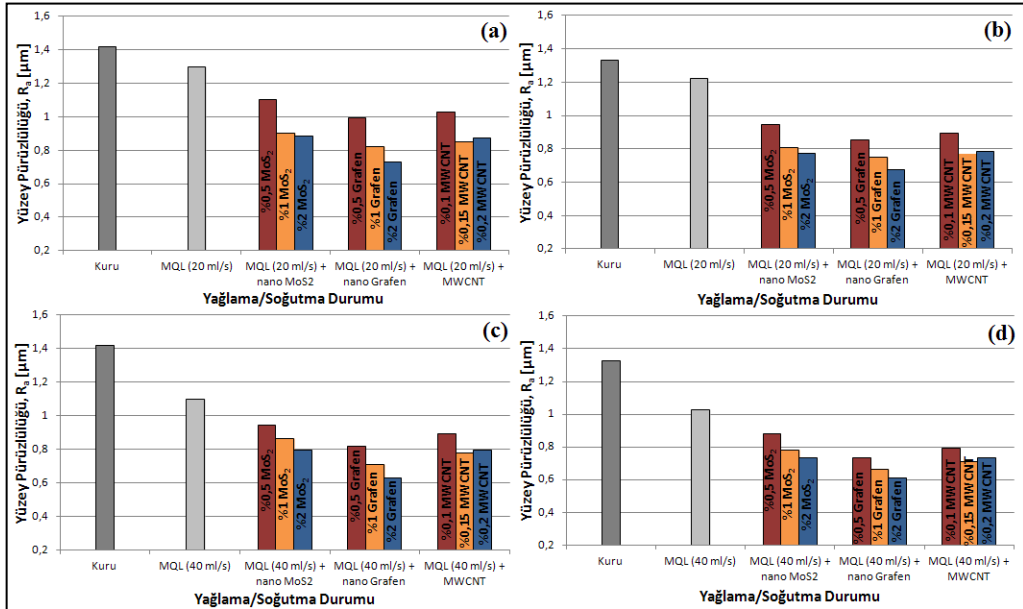 (a)
Yüzey Pürüzlülüğü, Ra [µm]
1,6
1,4
1,2
1
0,8
0,6
0,4
0,2
%0,5 MoS2
%1 MoS2
%2 MoS2
%0,5 Grafen
%1 Grafen
%2 Grafen
%0,1 MWCNT
%0,15 MWCNT
%0,2 MWCNT
Kuru
MQL (20 ml/s)
MQL (20 ml/s) +
nano MoS2
MQL (20 ml/s) +
nano Grafen
MQL (20 ml/s) +
MWCNT
Yağlama/Soğutma Durumu
(b)
Yüzey Pürüzlülüğü, Ra [µm]
1,6
1,4
1,2
1
0,8
0,6
0,4
0,2
%0,5 MoS2
%1 MoS2
%2 MoS2
%0,5 Grafen
%1 Grafen
%2 Grafen
%0,1 MWCNT
%0,15 MWCNT
%0,2 MWCNT
Kuru
MQL (20 ml/s)
MQL (20 ml/s) +
nano MoS2
MQL (20 ml/s) +
nano Grafen
MQL (20 ml/s) +
MWCNT
Yağlama/Soğutma Durumu
(c)
Yüzey Pürüzlülüğü, Ra [µm]
1,6
1,4
1,2
1
0,8
0,6
0,4
0,2
%0,5 MoS2
%1 MoS2
%2 MoS2
%0,5 Grafen
%1 Grafen
%2 Grafen
%0,1 MWCNT
%0,15 MWCNT
%0,2 MWCNT
Kuru
MQL (40 ml/s)
MQL (40 ml/s) +
nano MoS2
MQL (40 ml/s) +
nano Grafen
MQL (40 ml/s) +
MWCNT
Yağlama/Soğutma Durumu
(d)
Yüzey Pürüzlülüğü, Ra [µm]
1,6
1,4
1,2
1
0,8
0,6
0,4
0,2
%0,5 MoS2
%1 MoS2
%2 MoS2
%0,5 Grafen
%1 Grafen
%2 Grafen
%0,1 MWCNT
%0,15 MWCNT
%0,2 MWCNT
Kuru
MQL (40 ml/s)
MQL (40 ml/s) +
nano MoS2
MQL (40 ml/s) +
nano Grafen
MQL (40 ml/s) +
MWCNT
Yağlama/Soğutma Durumu